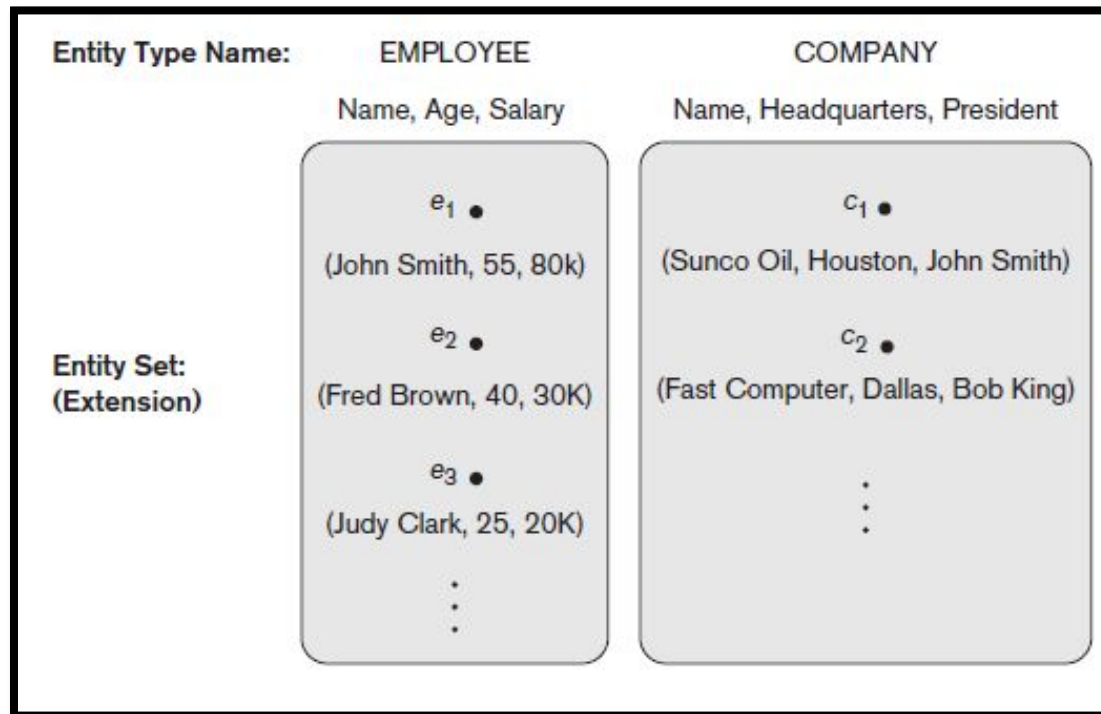 Entity Type Name: EMPLOYEE COMPANY
Name, Age, Salary Name, Headquarters, President
e1
(John Smith, 55, 80k)
e2
(Fred Brown, 40, 30K)
e3
(Judy Clark, 25, 20K)
c1
(Sunco Oil, Houston, John Smith)
c2
(Fast Computer, Dallas, Bob King)
Entity Set:
(Extension)